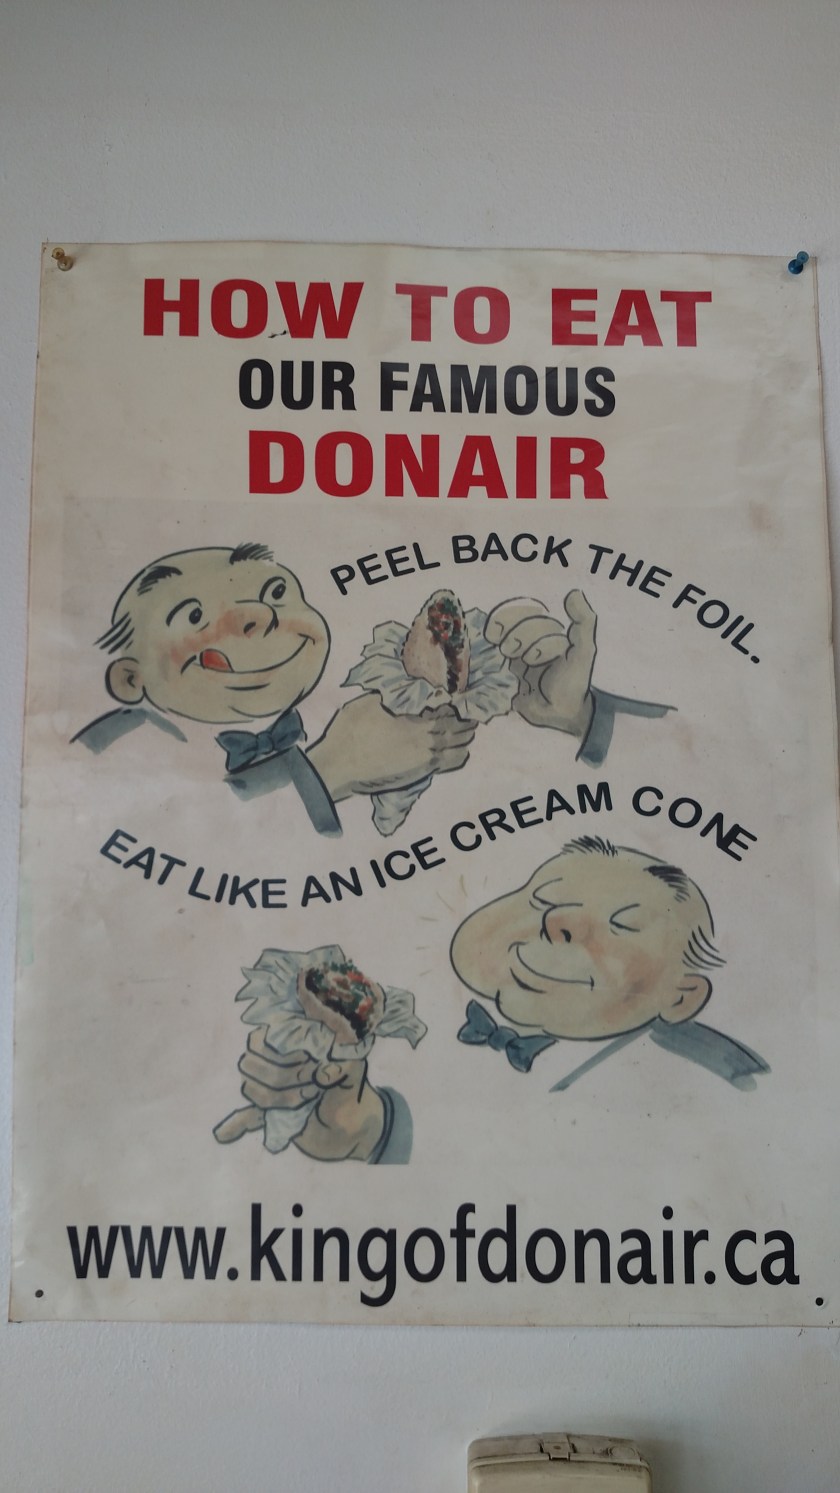 HOW TO EAT
OUR FAMOUS
DONAIR
PEEL BACK THE FOIL.
EAT LIKE AN ICE CREAM CONE
www.kingofdonair.ca